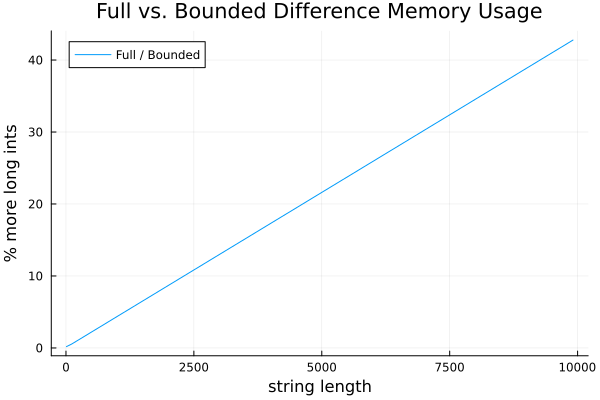 Full vs. Bounded Difference Memory Usage
Full / Bounded
% more long ints
40
30
20
10
0
0 2500 5000 7500 10000
string length